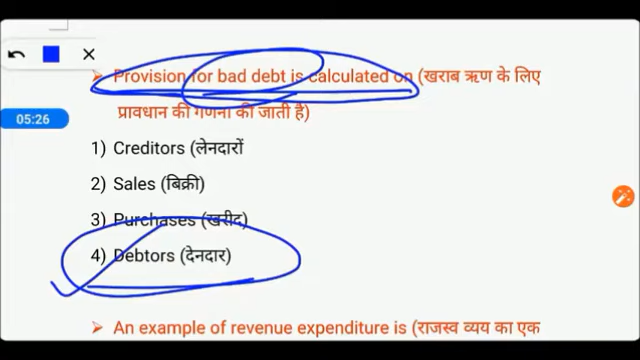 Provision for bad debt is calculated on (खराब ऋण के लिए
प्रावधान की गणना की जाती है)
05:26
1) Creditors (लेनदारों
2) Sales (बिक्री)
3) Purchases (खरीद)
4) Debtors (देनदार)
An example of revenue expenditure is (राजस्व व्यय का एक